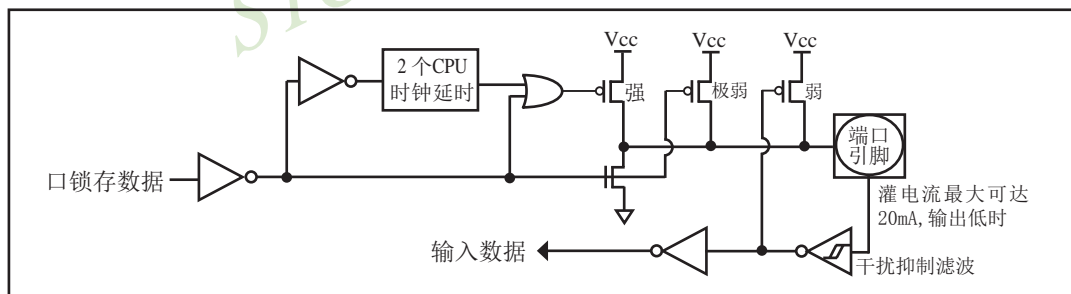 Vcc
Vcc
Vcc
2个CPU
时钟延时
强
极弱
弱
端口
引脚
口锁存数据
灌电流最大可达
20mA,输出低时
输入数据
干扰抑制滤波